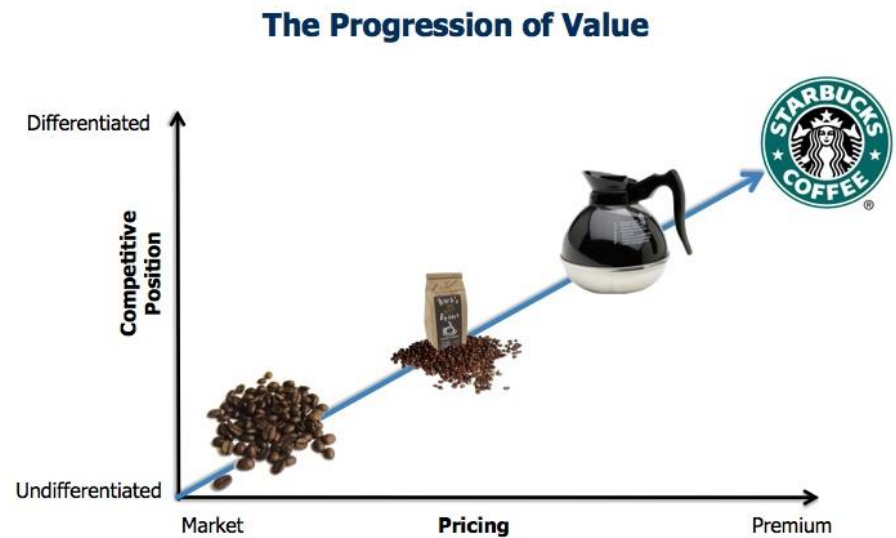 The Progression of Value
Differentiated
STARBUCKS
COFFEE
®
Competitive
Position
Undifferentiated
Market
Pricing
Premium